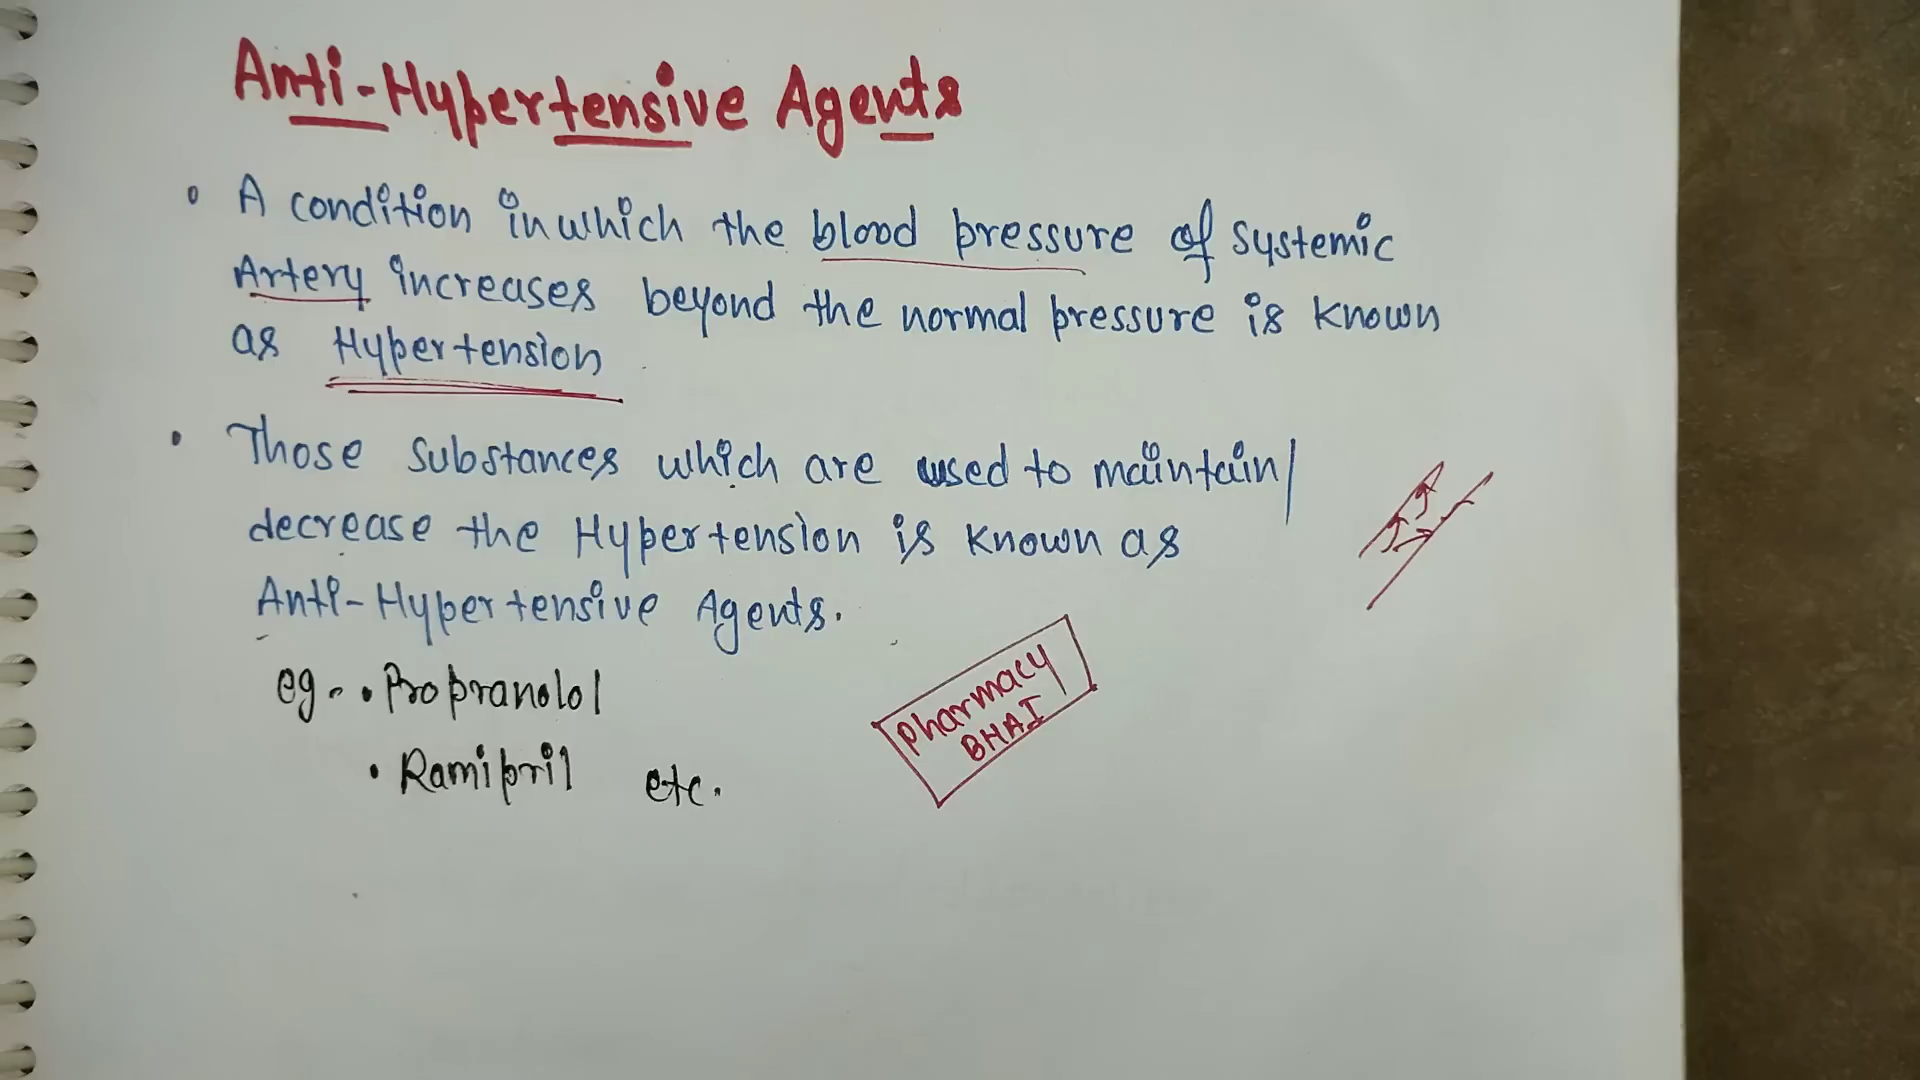 Anti-Hypertensive Agents
• A condition in which the blood pressure of systemic
Artery increases beyond the normal pressure is known
as Hypertension
• Those substances which are used to maintain/
decrease the Hypertension is known as
Anti-Hypertensive Agents.
eg - • Propranolol
• Ramipril etc.
Pharmacy
BHAI